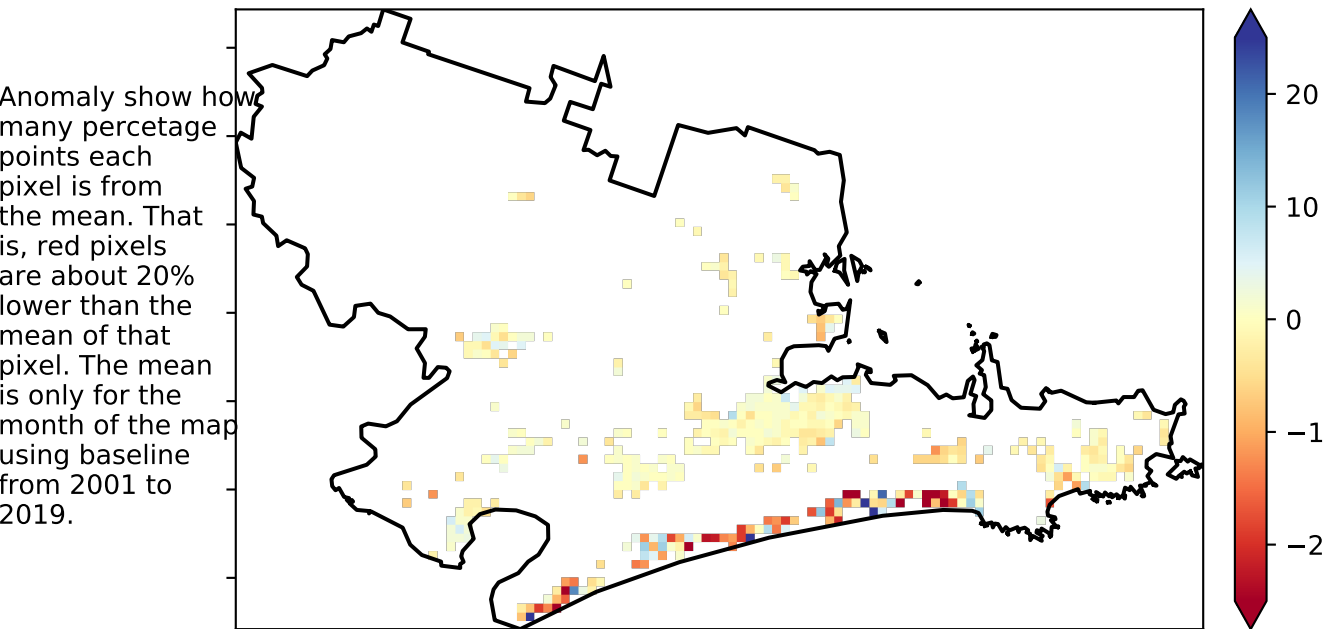 Anomaly show how
many percetage
points each
pixel is from
the mean. That
is, red pixels
are about 20%
lower than the
mean of that
pixel. The mean
is only for the
month of the map
using baseline
from 2001 to
2019.
20
10
0
−1
−2